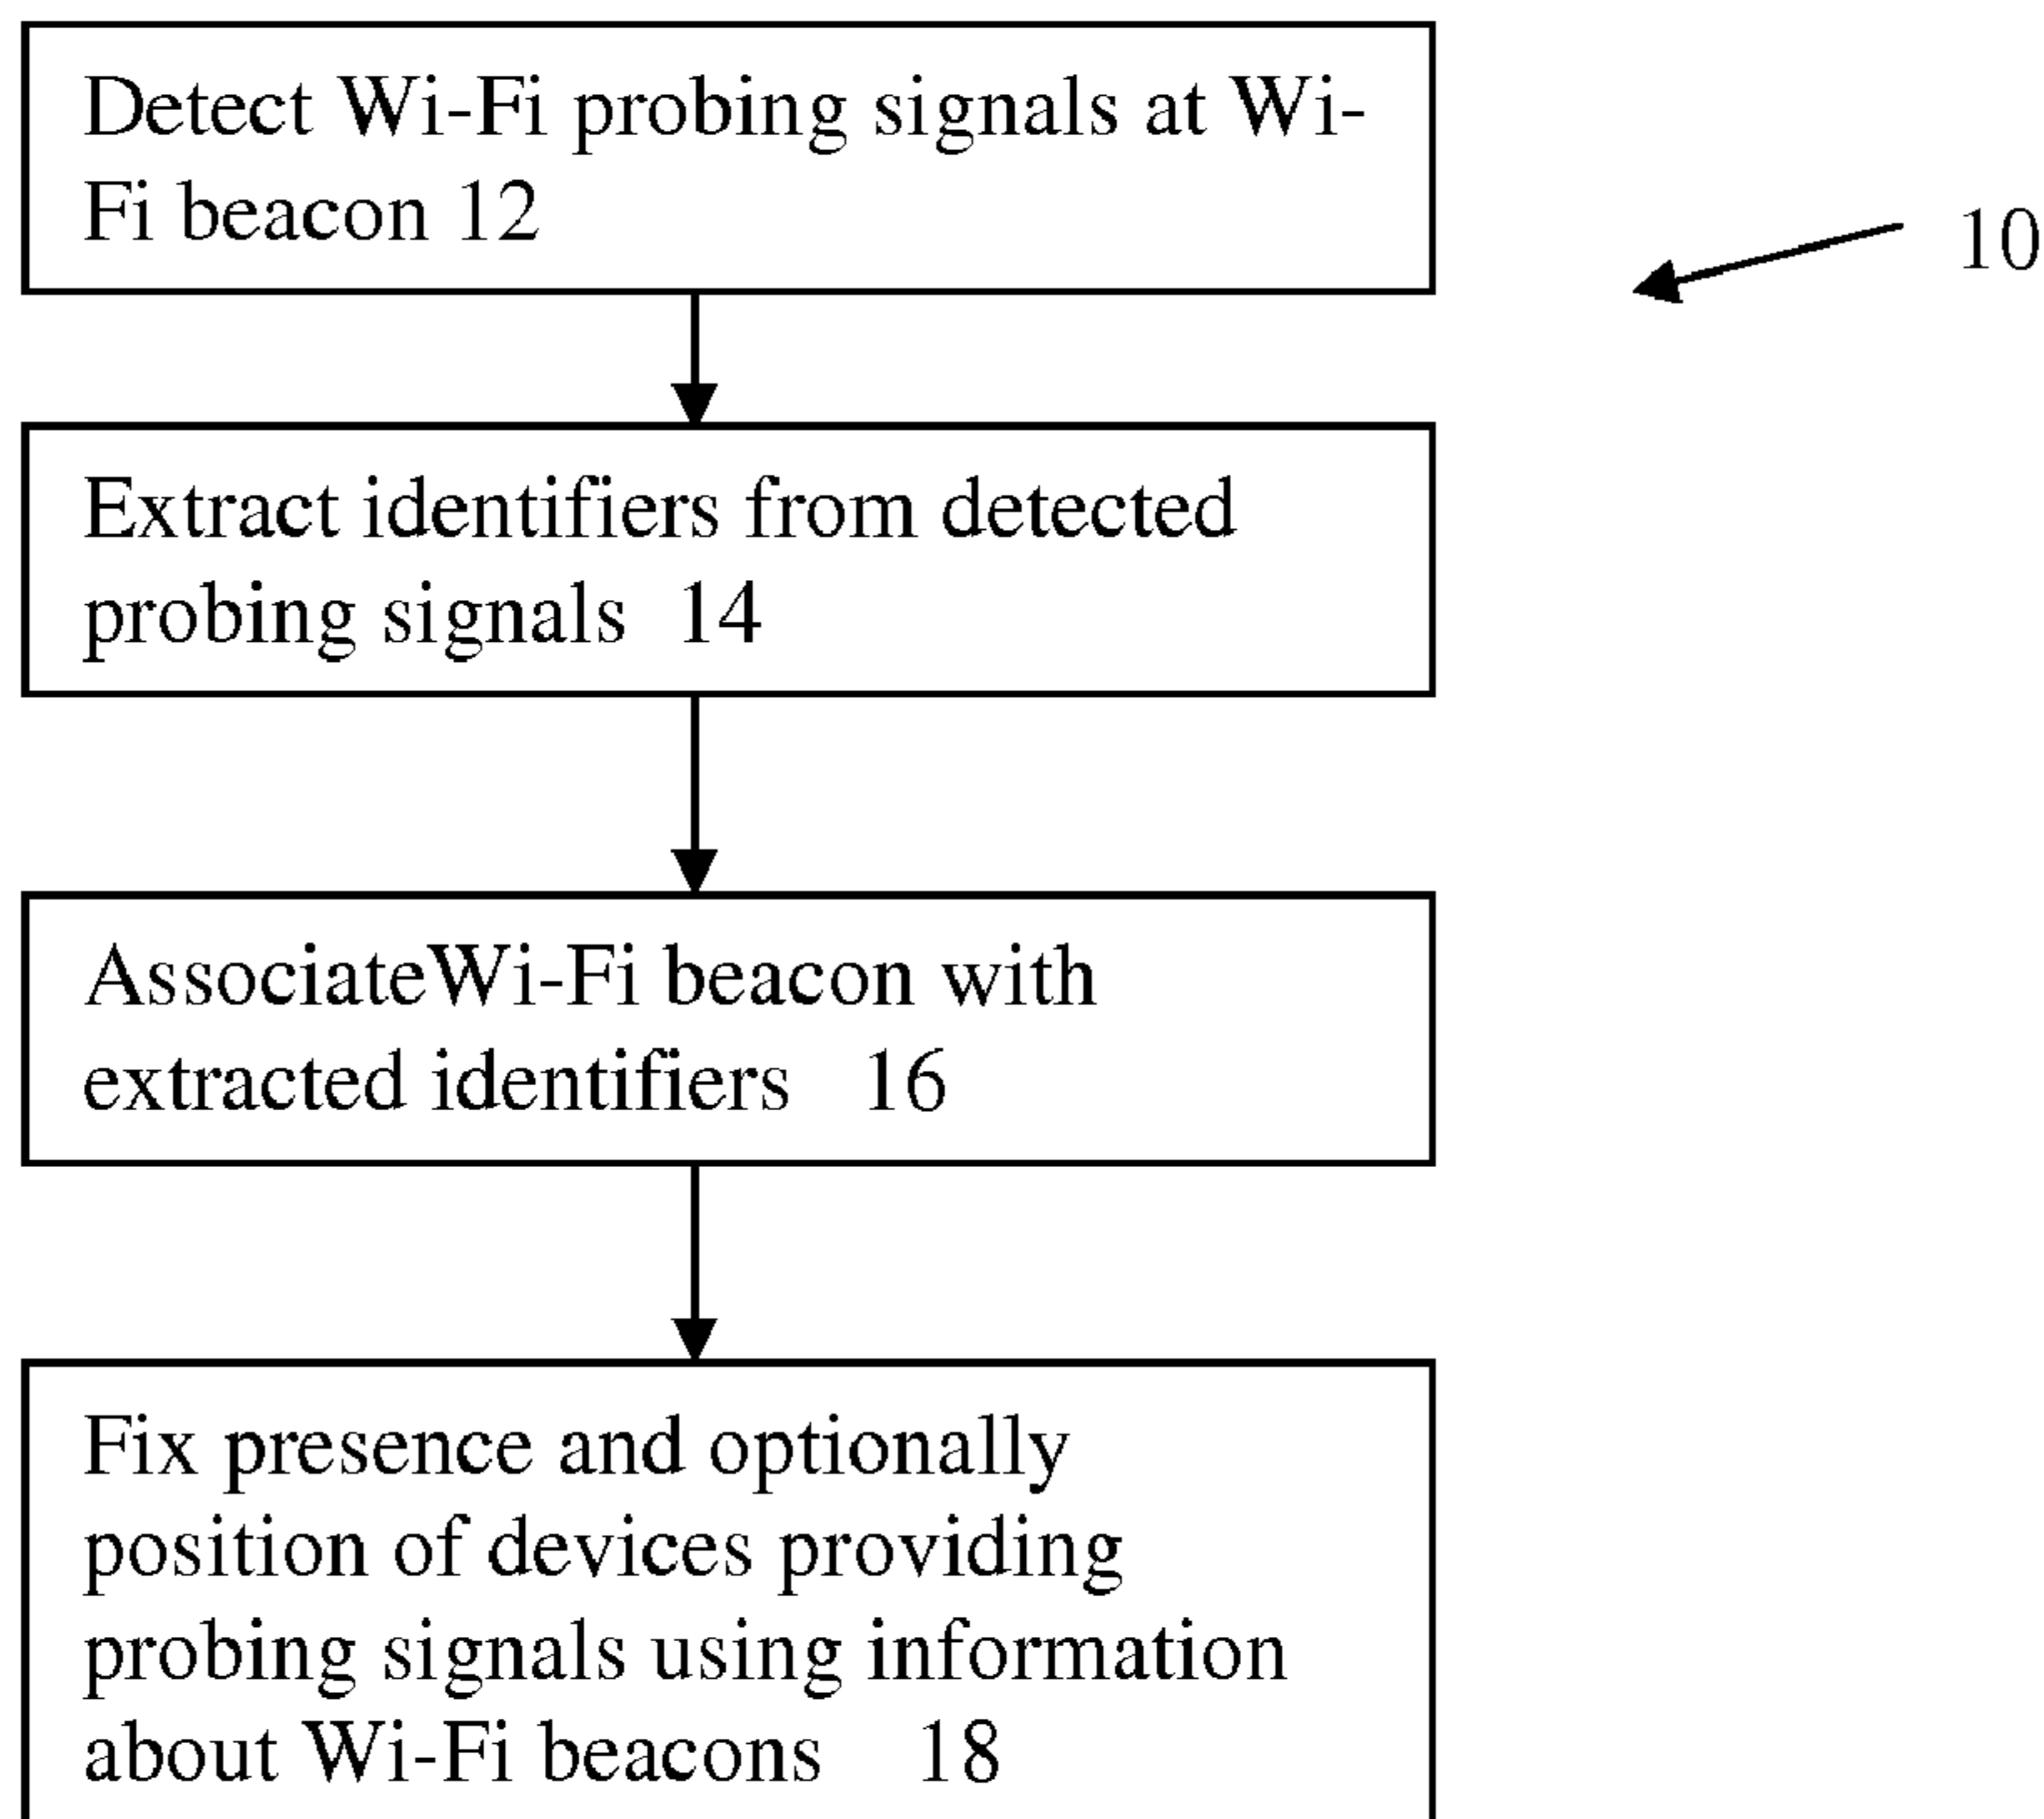 Detect Wi-Fi probing signals at Wi-
Fi beacon 12
10
Extract identifiers from detected
probing signals 14
AssociateWi-Fi beacon with
extracted identifiers 16
Fix presence and optionally
position of devices providing
probing signals using information
about Wi-Fi beacons 18